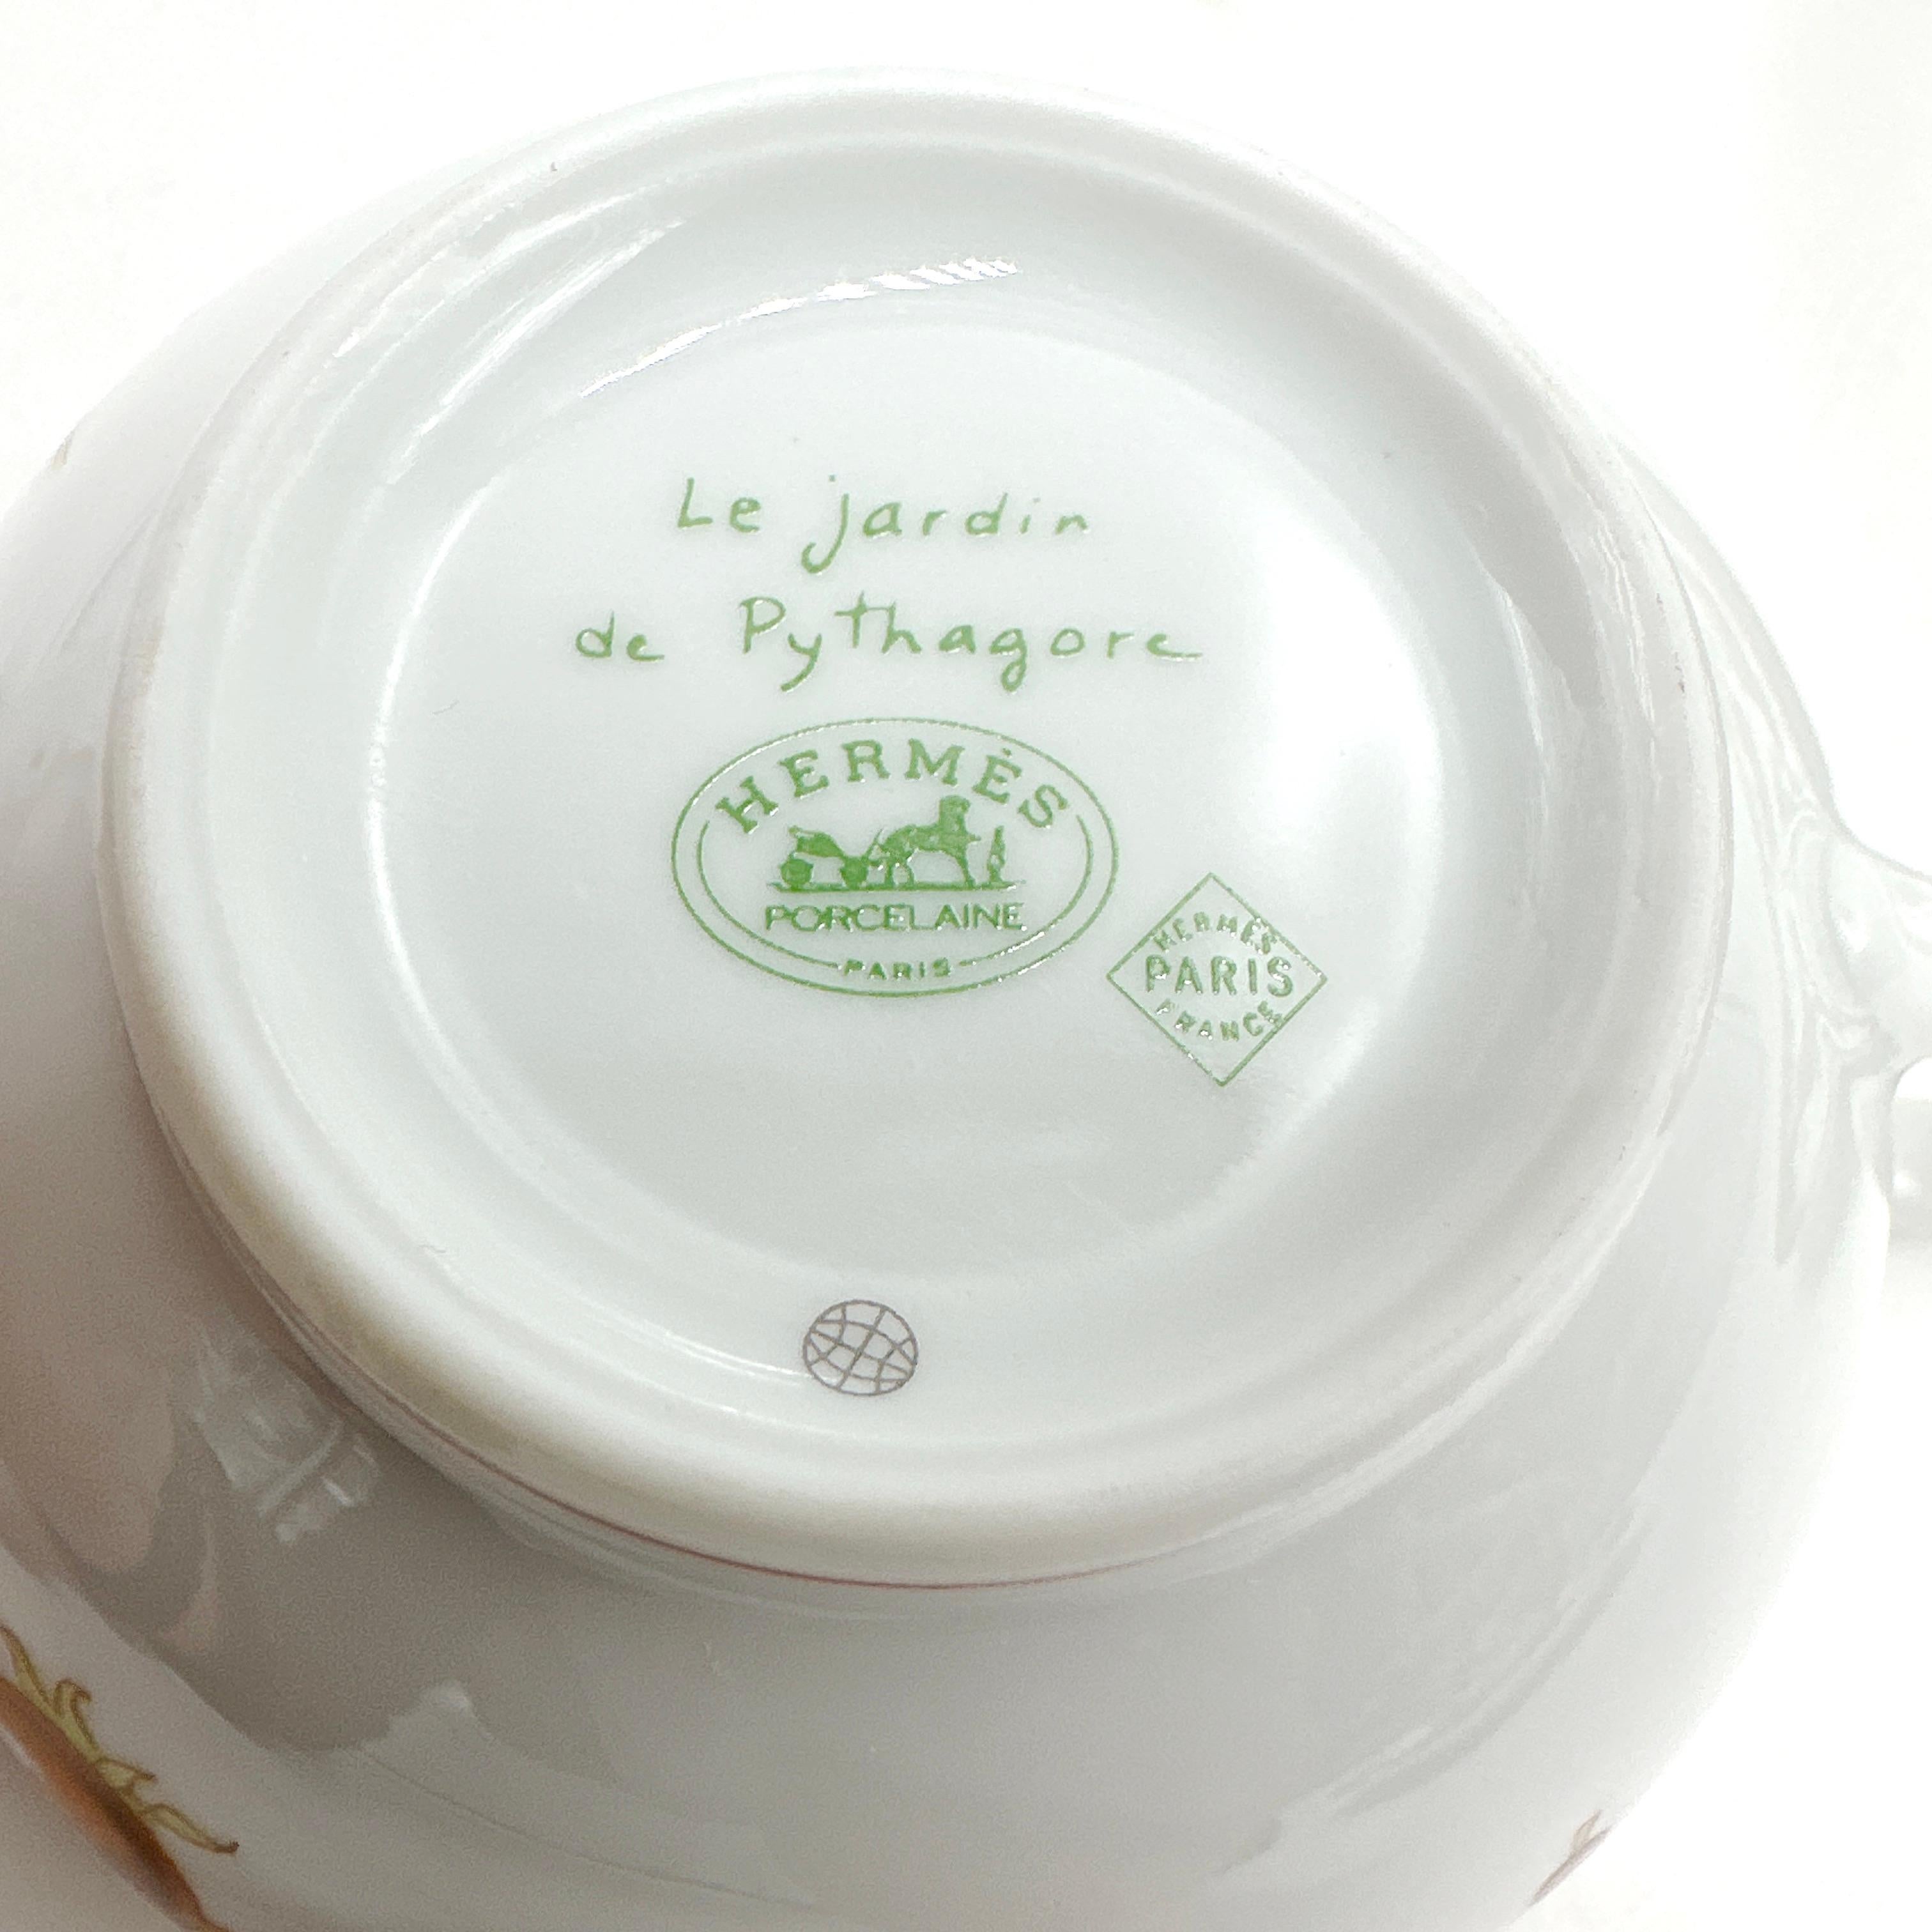 Le jardin
de Pythagore
HERMÈS
PORCELAINE
PARIS
HERMÈS
PARIS
FRANCE